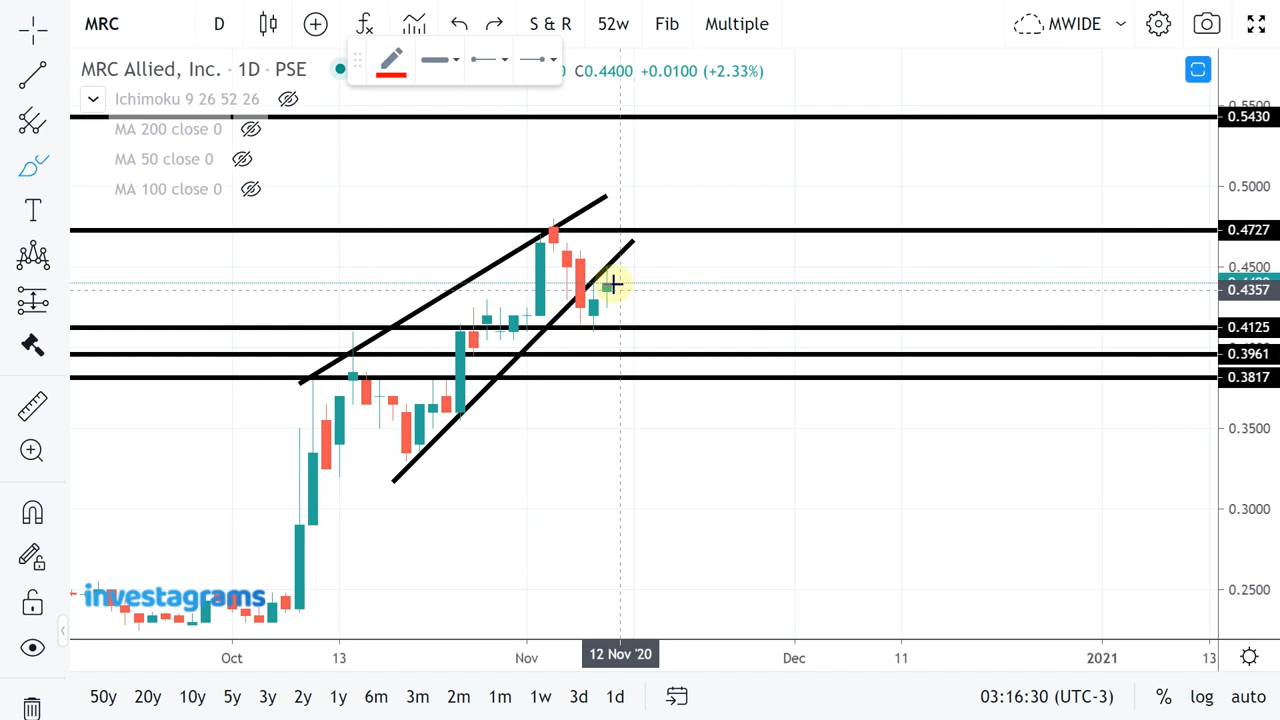 MRC D S & R 52w Fib Multiple MWIDE
MRC Allied, Inc. · 1D · PSE 0 C0.4400 +0.0100 (+2.33%)
Ichimoku 9 26 52 26
MA 200 close 0
MA 50 close 0
MA 100 close 0
0.5430
0.5000
0.4727
0.4500
0.4357
0.4125
0.3961
0.3817
0.3500
0.3000
0.2500
investagrams
Oct 13 Nov 12 Nov '20 Dec 11 2021 13
50y 20y 10y 5y 3y 2y 1y 6m 3m 2m 1m 1w 3d 1d 03:16:30 (UTC-3) % log auto